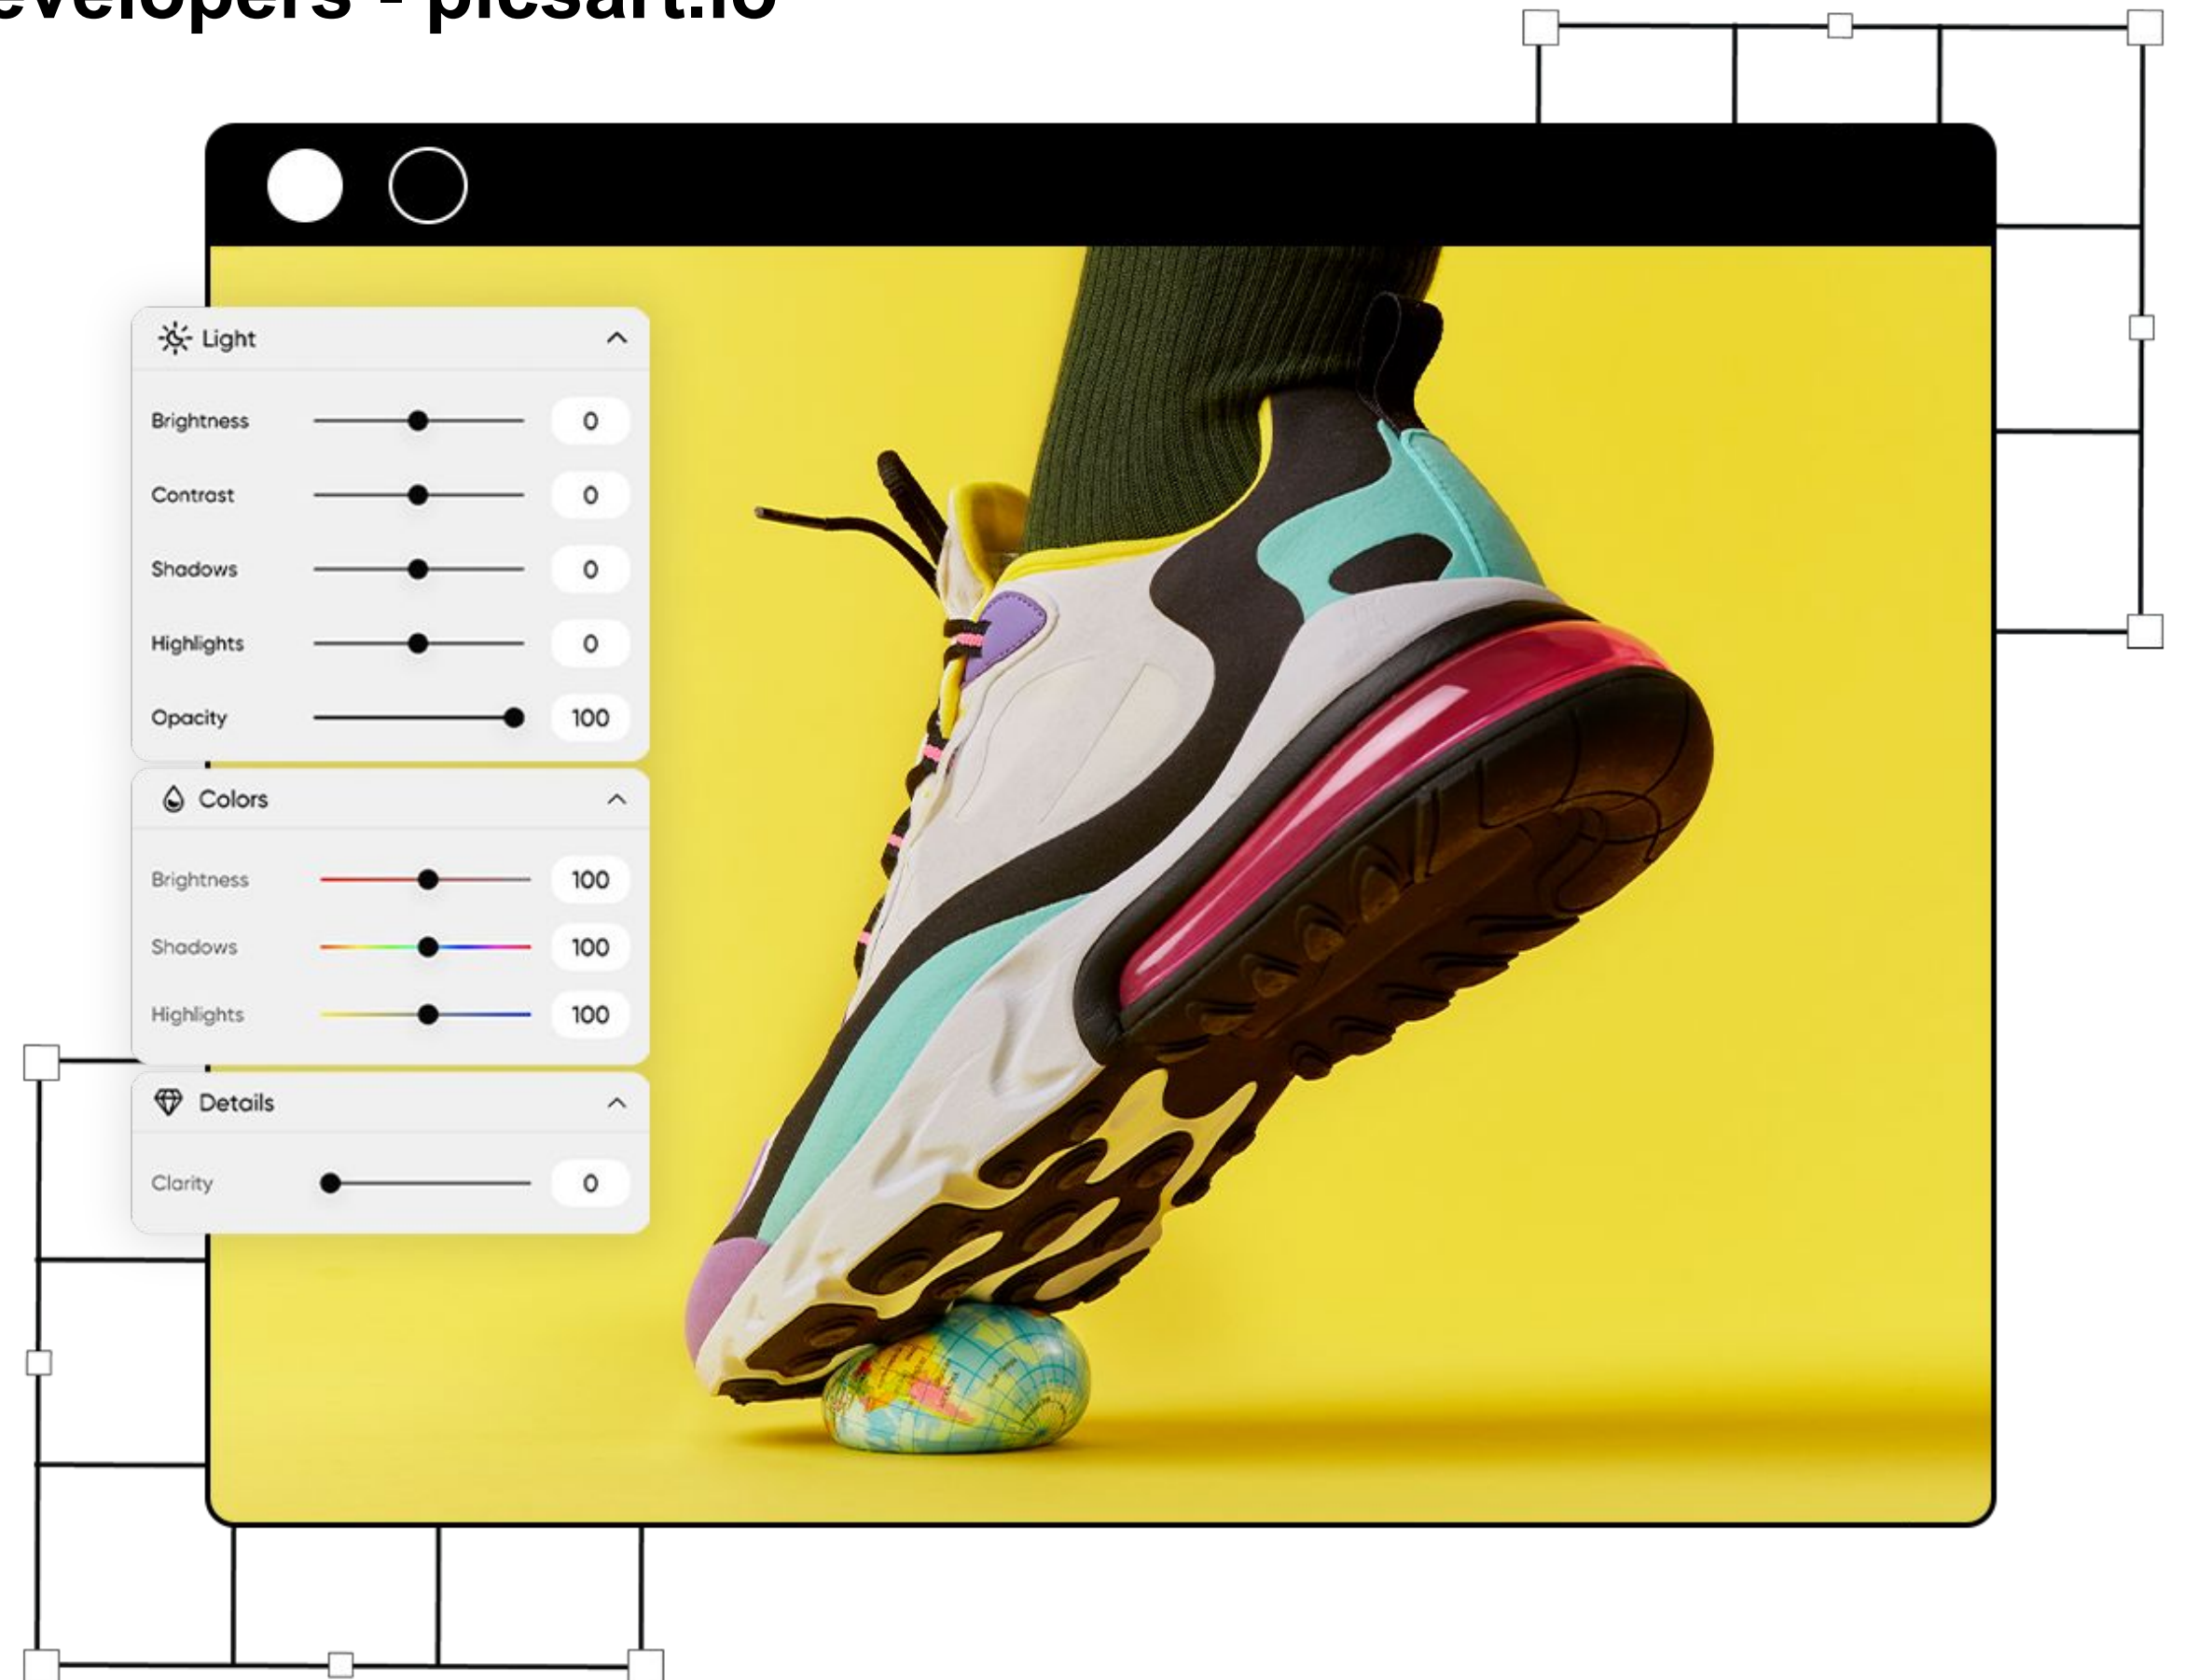 evelopers - picsart.io
Light
Brightness 0
Contrast 0
Shadows 0
Highlights 0
Opacity 100
Colors
Brightness 100
Shadows 100
Highlights 100
Details
Clarity 0